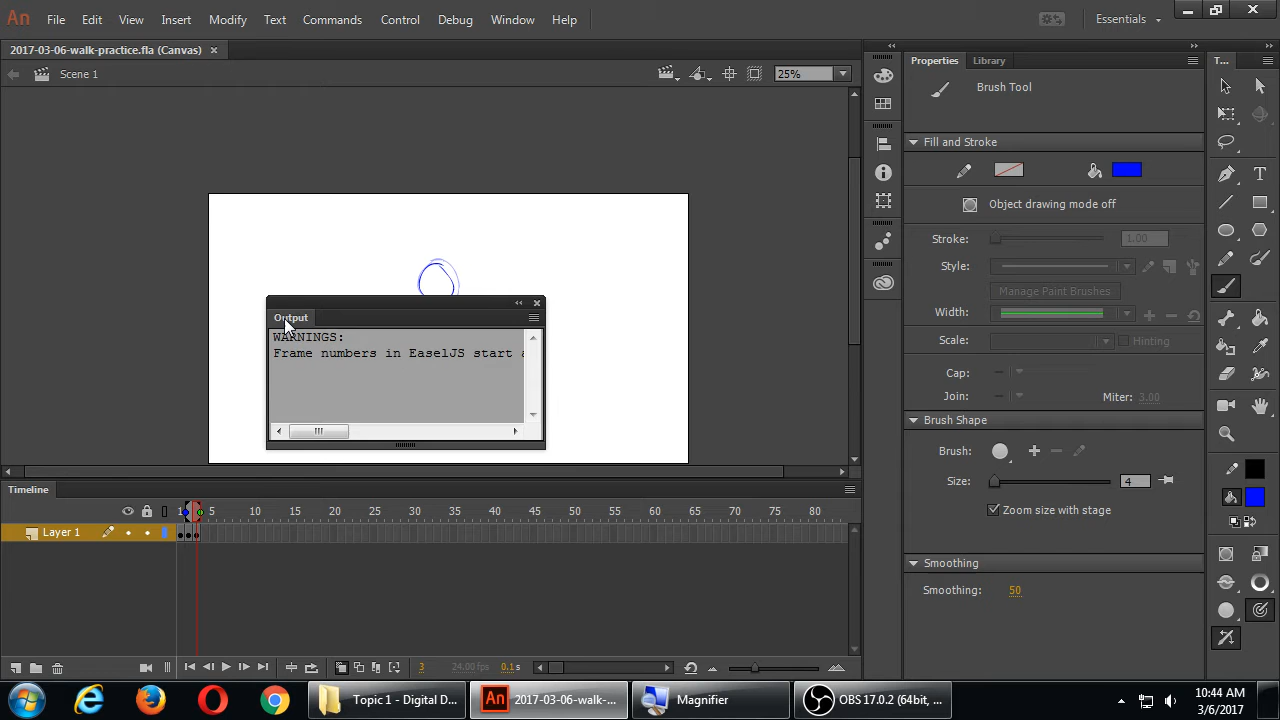 An File Edit View Insert Modify Text Commands Control Debug Window Help Essentials
2017-03-06-walk-practice.fla (Canvas) ×
Scene 1 25%
Properties Library T...
Brush Tool
Fill and Stroke
Object drawing mode off
Stroke: 1.00
Style:
Manage Paint Brushes
Width:
Scale: Hinting
Cap:
Join: Miter: 3.00
Brush Shape
Brush:
Size: 4
Zoom size with stage
Smoothing
Smoothing: 50
Output
WARNINGS:
Frame numbers in EaselJS start
Timeline
1 5 10 15 20 25 30 35 40 45 50 55 60 65 70 75 80
Layer 1
3 24.00 fps 0.1 s
Topic 1 - Digital D...
An 2017-03-06-walk-...
Magnifier
OBS 17.0.2 (64bit, ...
10:44 AM
3/6/2017